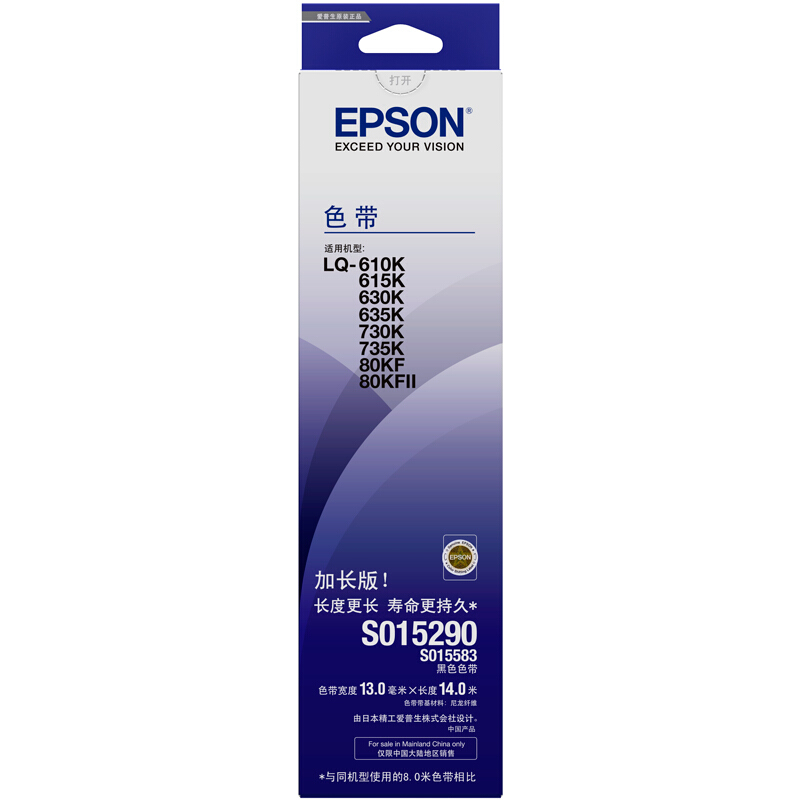 爱普生原装正品
打开
EPSON®
EXCEED YOUR VISION
色带
适用机型:
LQ-610K
615K
630K
635K
730K
735K
80KF
80KFII
EPSON
加长版!
长度更长 寿命更持久*
S015290
S015583
黑色色带
色带宽度13.0毫米×长度14.0米
色带带基材料: 尼龙纤维
由日本精工爱普生株式会社设计。
中国产品
For sale in Mainland China only
仅限中国大陆地区销售
*与同机型使用的8.0米色带相比